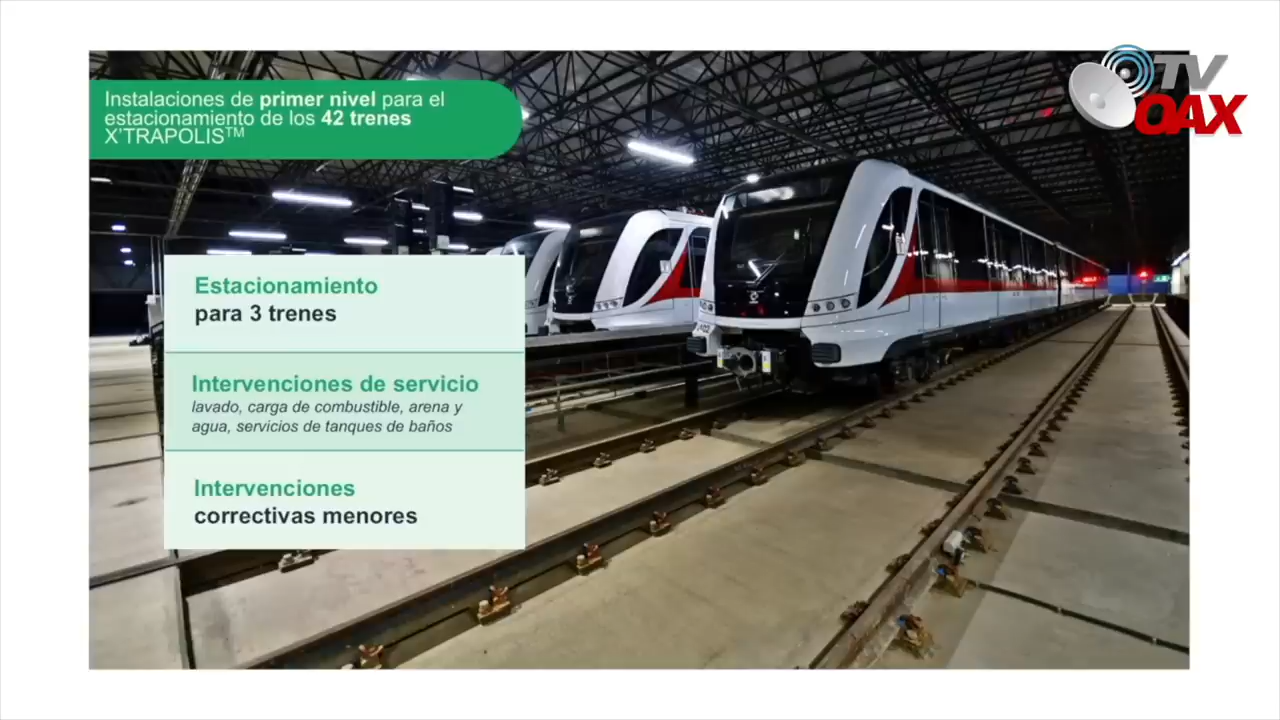 Instalaciones de primer nivel para el
estacionamiento de los 42 trenes
X'TRAPOLIS™
TV
OAX
Estacionamiento
para 3 trenes
Intervenciones de servicio
lavado, carga de combustible, arena y
agua, servicios de tanques de baños
Intervenciones
correctivas menores